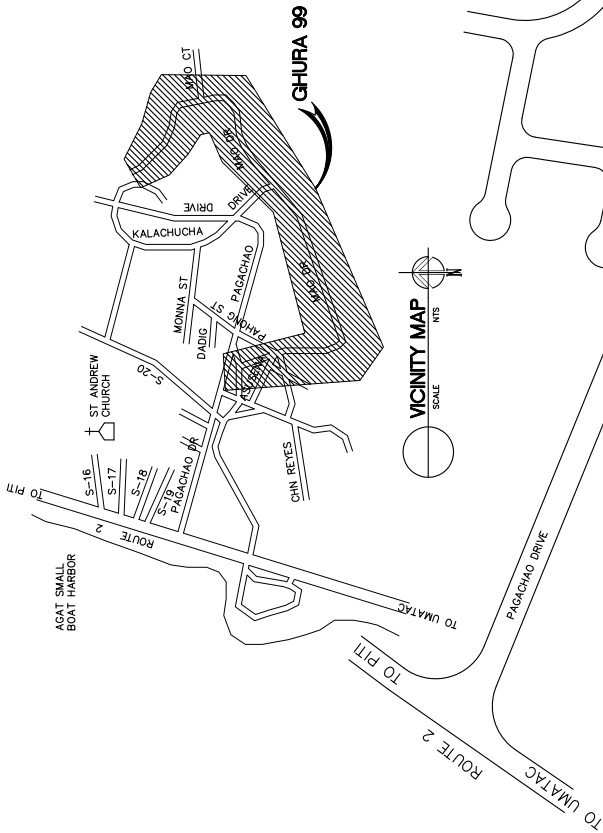 GHURA 99
MAO CT
MAO DR
DRIVE
DRIVE
KALACHUCHA
PAGACHAO
MAO DR
MONNA ST
PAHONG ST
DADIG
S-20
ST ANDREW
CHURCH
CHN REYES
S-16
S-17
S-18
S-19
PAGACHAO DR
TO PITI
ROUTE 2
AGAT SMALL
BOAT HARBOR
TO UMATAC
VICINITY MAP
SCALE
NTS
N
PAGACHAO DRIVE
TO PITI
ROUTE 2
TO UMATAC